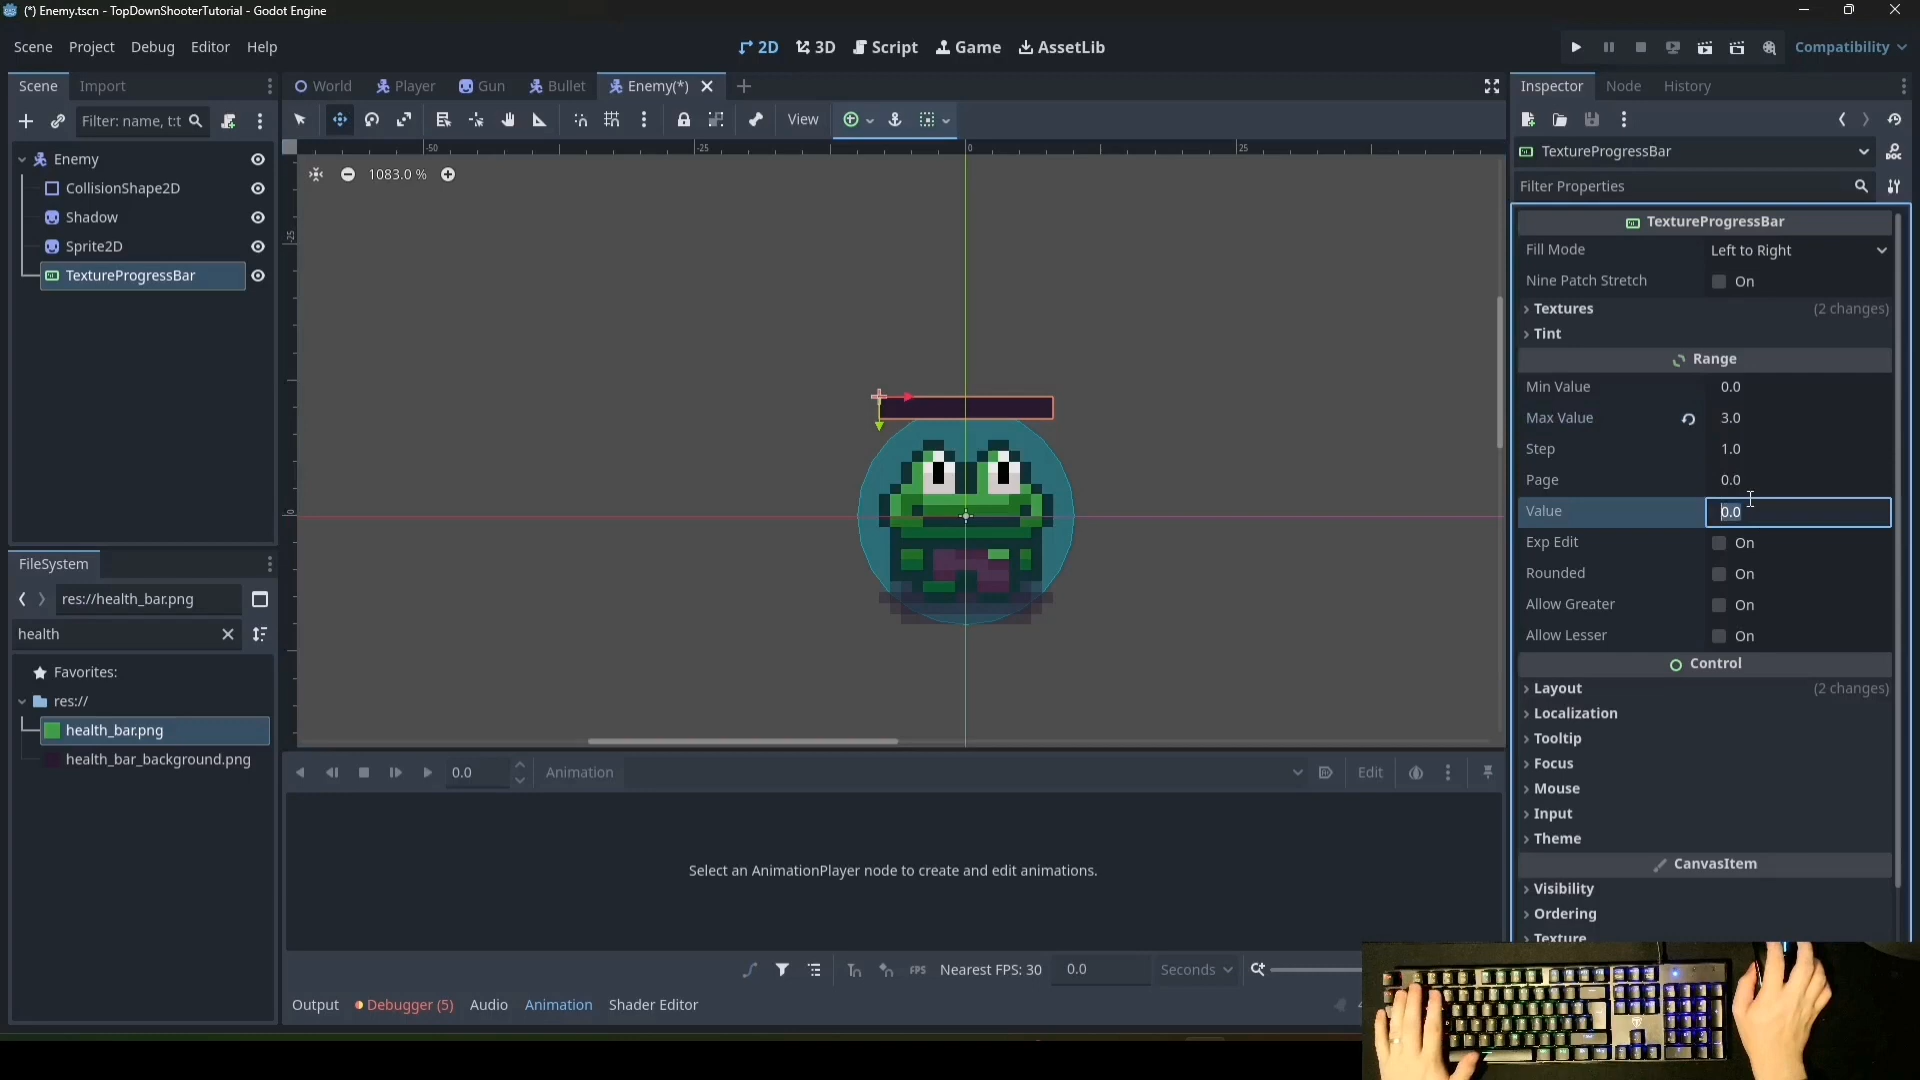 (*) Enemy.tscn - TopDownShooterTutorial - Godot Engine
Scene Project Debug Editor Help
2D 3D Script Game AssetLib
Compatibility
Scene Import
World Player Gun Bullet Enemy(*)
Inspector Node History
Filter: name, t:t
View
-50 -25 0 25
TextureProgressBar
1083.0 %
Filter Properties
Enemy
CollisionShape2D
Shadow
Sprite2D
TextureProgressBar
-25
0
TextureProgressBar
Fill Mode Left to Right
Nine Patch Stretch On
Textures (2 changes)
Tint
Range
Min Value 0.0
Max Value 3.0
Step 1.0
Page 0.0
Value 0.0
Exp Edit On
Rounded On
Allow Greater On
Allow Lesser On
Control
Layout (2 changes)
Localization
Tooltip
Focus
Mouse
Input
Theme
CanvasItem
Visibility
Ordering
Texture
FileSystem
res://health_bar.png
health
Favorites:
res://
health_bar.png
health_bar_background.png
0.0 Animation Edit
Select an AnimationPlayer node to create and edit animations.
FPS Nearest FPS: 30 0.0 Seconds
Output Debugger (5) Audio Animation Shader Editor